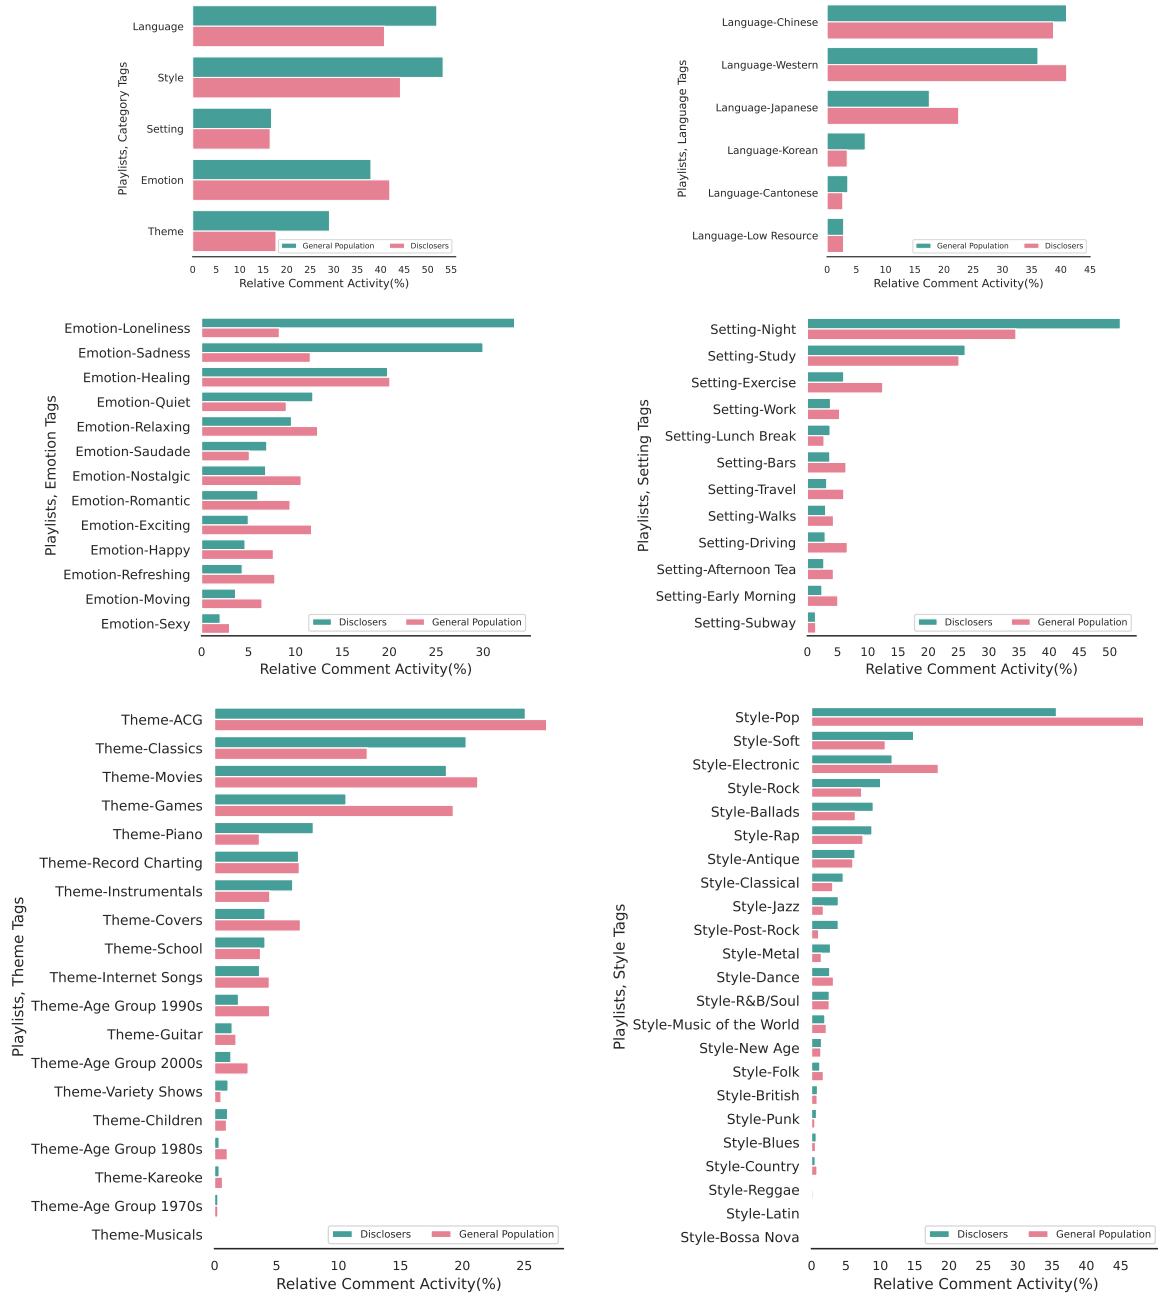 Playlists, Category Tags
Language
Style
Setting
Emotion
Theme
General Population
Disclosers
0 5 10 15 20 25 30 35 40 45 50 55
Relative Comment Activity(%)
Playlists, Language Tags
Language-Chinese
Language-Western
Language-Japanese
Language-Korean
Language-Cantonese
Language-Low Resource
General Population
Disclosers
0 5 10 15 20 25 30 35 40 45
Relative Comment Activity(%)
Playlists, Emotion Tags
Emotion-Loneliness
Emotion-Sadness
Emotion-Healing
Emotion-Quiet
Emotion-Relaxing
Emotion-Saudade
Emotion-Nostalgic
Emotion-Romantic
Emotion-Exciting
Emotion-Happy
Emotion-Refreshing
Emotion-Moving
Emotion-Sexy
Disclosers
General Population
0 5 10 15 20 25 30
Relative Comment Activity(%)
Playlists, Setting Tags
Setting-Night
Setting-Study
Setting-Exercise
Setting-Work
Setting-Lunch Break
Setting-Bars
Setting-Travel
Setting-Walks
Setting-Driving
Setting-Afternoon Tea
Setting-Early Morning
Setting-Subway
Disclosers
General Population
0 5 10 15 20 25 30 35 40 45 50
Relative Comment Activity(%)
Playlists, Theme Tags
Theme-ACG
Theme-Classics
Theme-Movies
Theme-Games
Theme-Piano
Theme-Record Charting
Theme-Instrumentals
Theme-Covers
Theme-School
Theme-Internet Songs
Theme-Age Group 1990s
Theme-Guitar
Theme-Age Group 2000s
Theme-Variety Shows
Theme-Children
Theme-Age Group 1980s
Theme-Kareoke
Theme-Age Group 1970s
Theme-Musicals
Disclosers
General Population
0 5 10 15 20 25
Relative Comment Activity(%)
Playlists, Style Tags
Style-Pop
Style-Soft
Style-Electronic
Style-Rock
Style-Ballads
Style-Rap
Style-Antique
Style-Classical
Style-Jazz
Style-Post-Rock
Style-Metal
Style-Dance
Style-R&B/Soul
Style-Music of the World
Style-New Age
Style-Folk
Style-British
Style-Punk
Style-Blues
Style-Country
Style-Reggae
Style-Latin
Style-Bossa Nova
Disclosers
General Population
0 5 10 15 20 25 30 35 40 45
Relative Comment Activity(%)